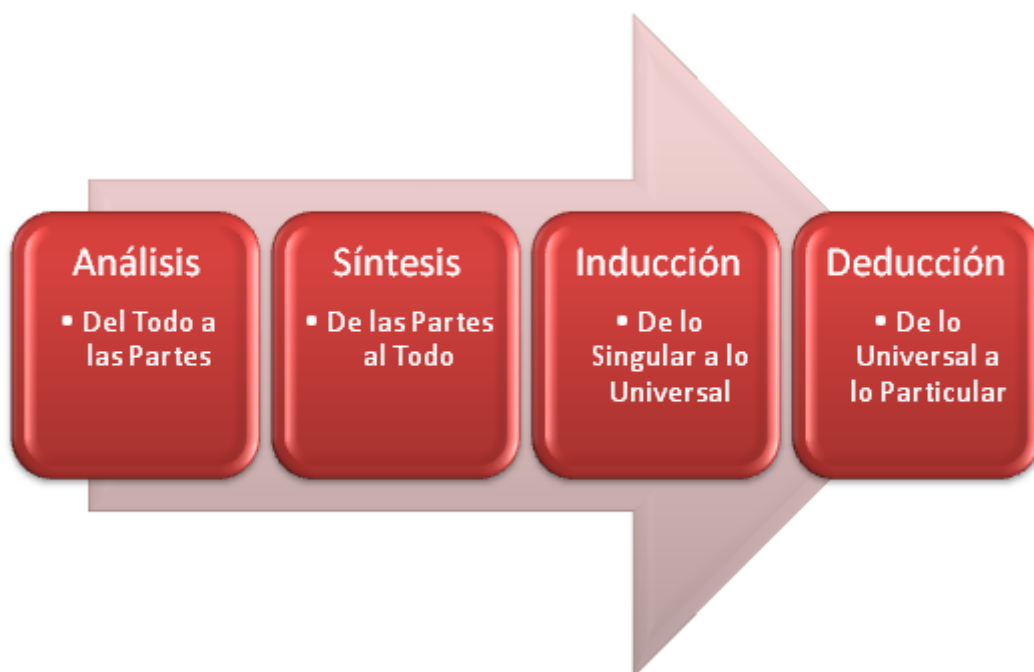 Análisis
▪ Del Todo a
las Partes
Síntesis
▪ De las Partes
al Todo
Inducción
▪ De lo
Singular a lo
Universal
Deducción
▪ De lo
Universal a
lo Particular